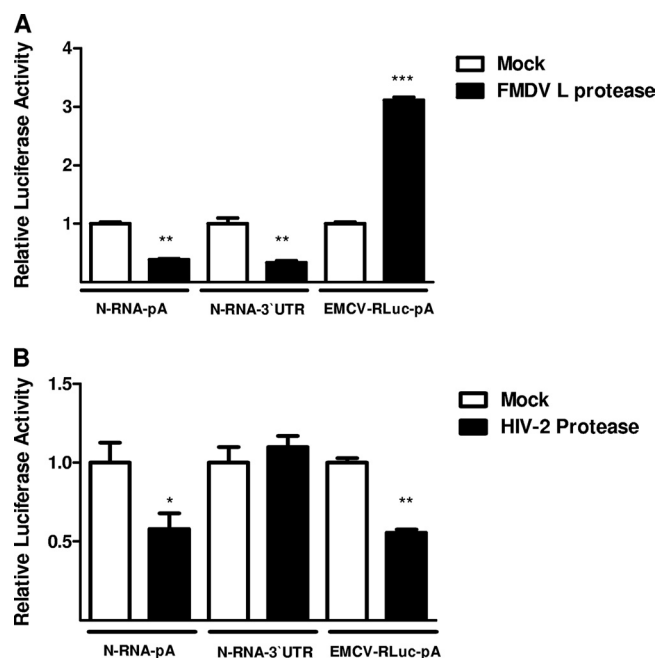 A
Relative Luciferase Activity
4
3
2
1
Mock
FMDV L protease
**
**
***
N-RNA-pA
N-RNA-3`UTR
EMCV-RLuc-pA
B
Relative Luciferase Activity
1.5
1.0
0.5
Mock
HIV-2 Protease
*
**
N-RNA-pA
N-RNA-3`UTR
EMCV-RLuc-pA